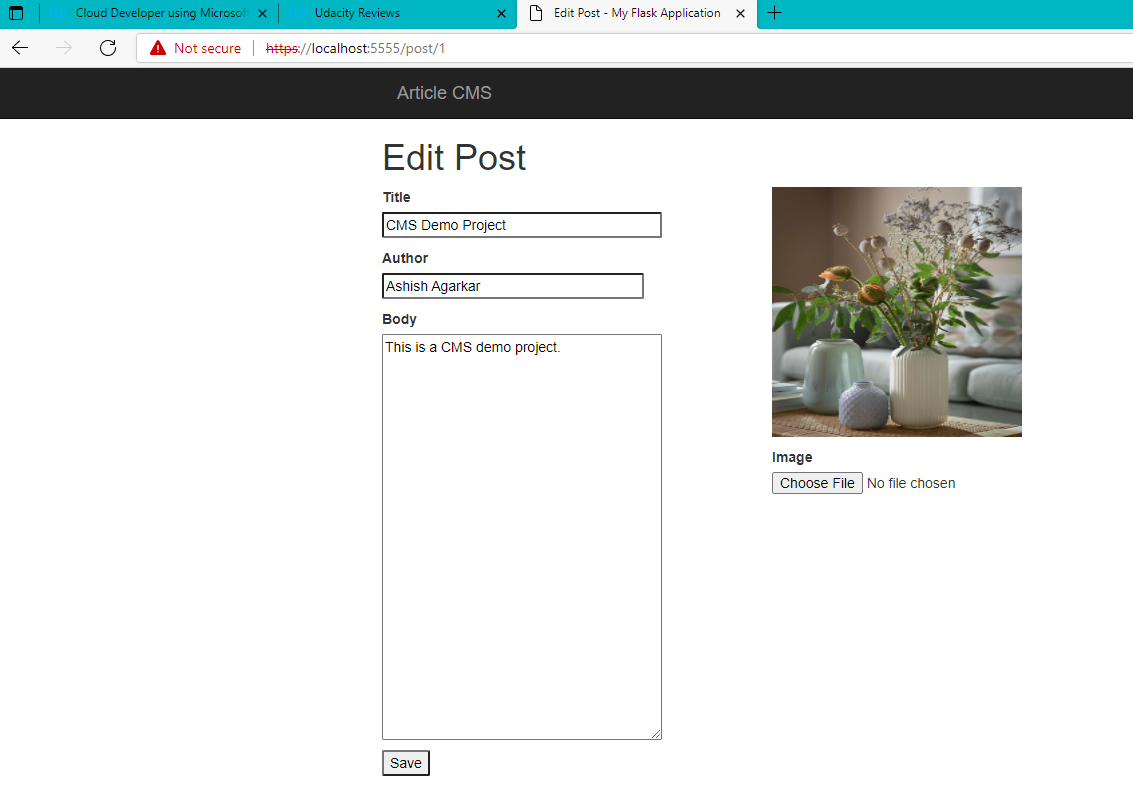 Cloud Developer using Microsoft
Udacity Reviews
Edit Post - My Flask Application
Not secure
https://localhost:5555/post/1
Article CMS
Edit Post
Title
CMS Demo Project
Author
Ashish Agarkar
Body
This is a CMS demo project.
Image
Choose File No file chosen
Save